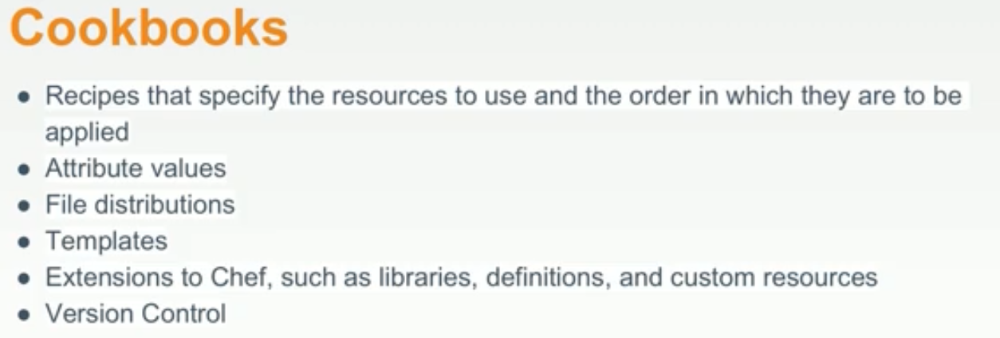 Cookbooks
● Recipes that specify the resources to use and the order in which they are to be
applied
● Attribute values
● File distributions
● Templates
● Extensions to Chef, such as libraries, definitions, and custom resources
● Version Control